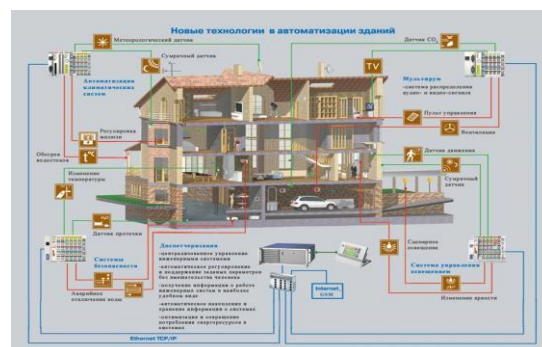 Новые технологии в автоматизации зданий
Метеорологический датчик
Датчик CO₂
Сумрачный датчик
TV
Автоматизация
климатических
систем
Мультирум
-система распределения
аудио- и видео-сигнала
Регулировка
жалюзи
Пульт управления
Вентиляция
Обогрев
водостоков
t°C
Датчик движения
Изменение
температуры
Сумрачный
датчик
Датчик протечки
Системы
безопасности
Аварийное
отключение воды
Диспетчеризация
-централизованное управление
инженерными системами
-автоматическое регулирование
и поддержание заданных параметров
без вмешательства человека
-получение информации о работе
инженерных систем в наиболее
удобном виде
-автоматическое накопление и
хранение информации о системах
-оптимизация и сокращение
потребления энергоресурсов в
системах
Сценарное
освещение
Система управления
освещением
Internet,
GSM
Изменение яркости
Ethernet TCP/IP